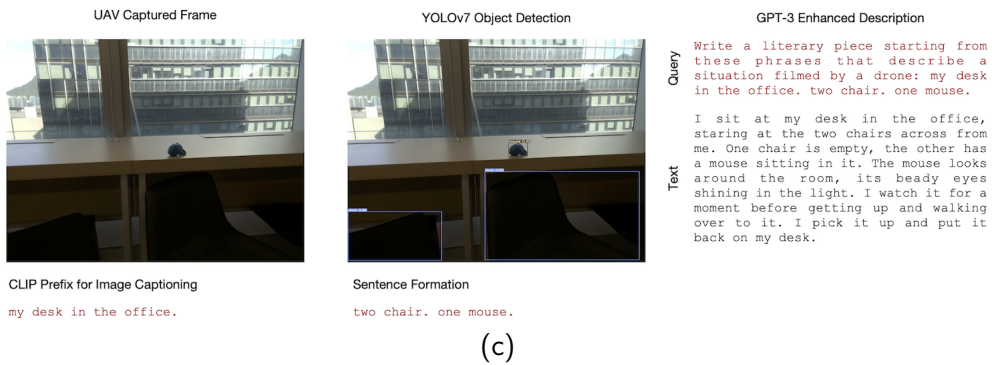 UAV Captured Frame
YOLOv7 Object Detection
GPT-3 Enhanced Description
Query
Write a literary piece starting from
these phrases that describe a
situation filmed by a drone: my desk
in the office. two chair. one mouse.
Text
I sit at my desk in the office,
staring at the two chairs across from
me. One chair is empty, the other has
a mouse sitting in it. The mouse looks
around the room, its beady eyes
shining in the light. I watch it for a
moment before getting up and walking
over to it. I pick it up and put it
back on my desk.
CLIP Prefix for Image Captioning
my desk in the office.
Sentence Formation
two chair. one mouse.
(c)